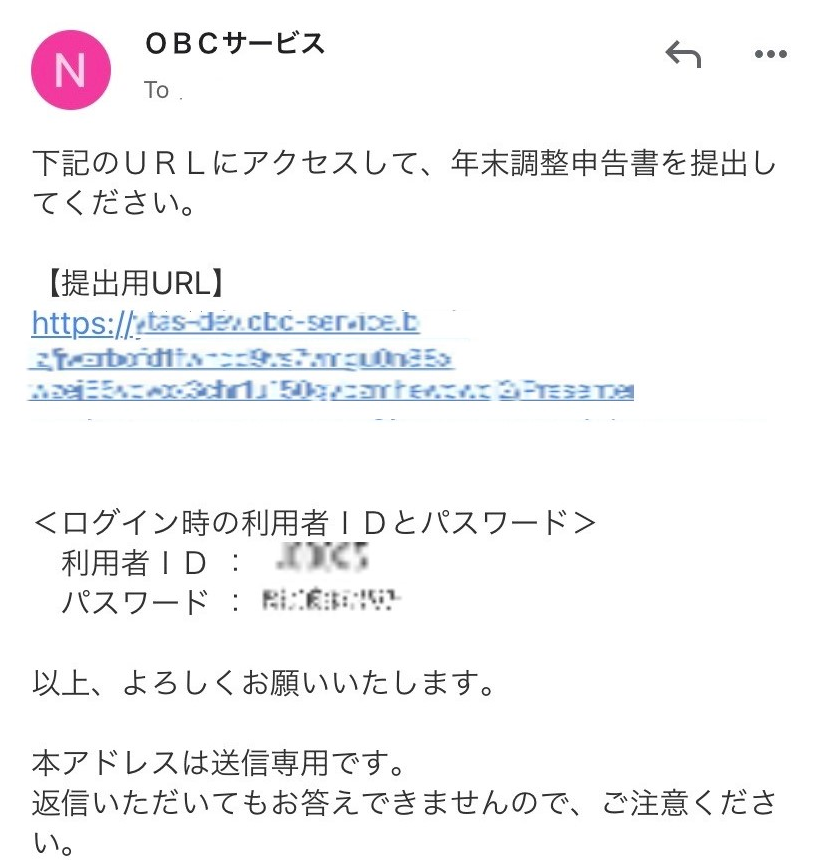 N
ＯＢＣサービス
To
下記のＵＲＬにアクセスして、年末調整申告書を提出し
てください。
【提出用URL】
https://
＜ログイン時の利用者ＩＤとパスワード＞
利用者ＩＤ ：
パスワード ：
以上、よろしくお願いいたします。
本アドレスは送信専用です。
返信いただいてもお答えできませんので、ご注意くださ
い。